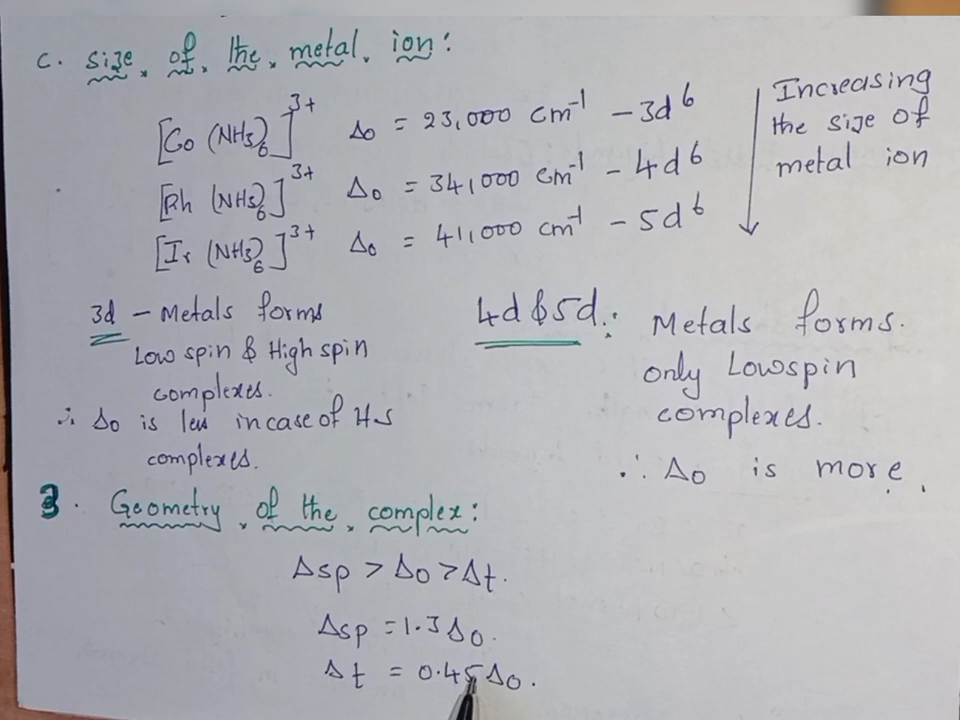 c. size of the metal ion:
[Co (NH3)6]3+ Δo = 23,000 cm-1 - 3d6
[Rh (NH3)6]3+ Δo = 341,000 cm-1 - 4d6
[Ir (NH3)6]3+ Δo = 41,000 cm-1 - 5d6
Increasing
the size of
metal ion
3d - Metals forms
Low spin & High spin
complexes.
∴ Δo is less in case of HS
complexes.
4d & 5d : Metals forms.
only Lowspin
complexes.
∴ Δo is more.
3. Geometry of the complex:
Δsp > Δo > Δt.
Δsp = 1.3 Δo.
Δt = 0.45 Δo.